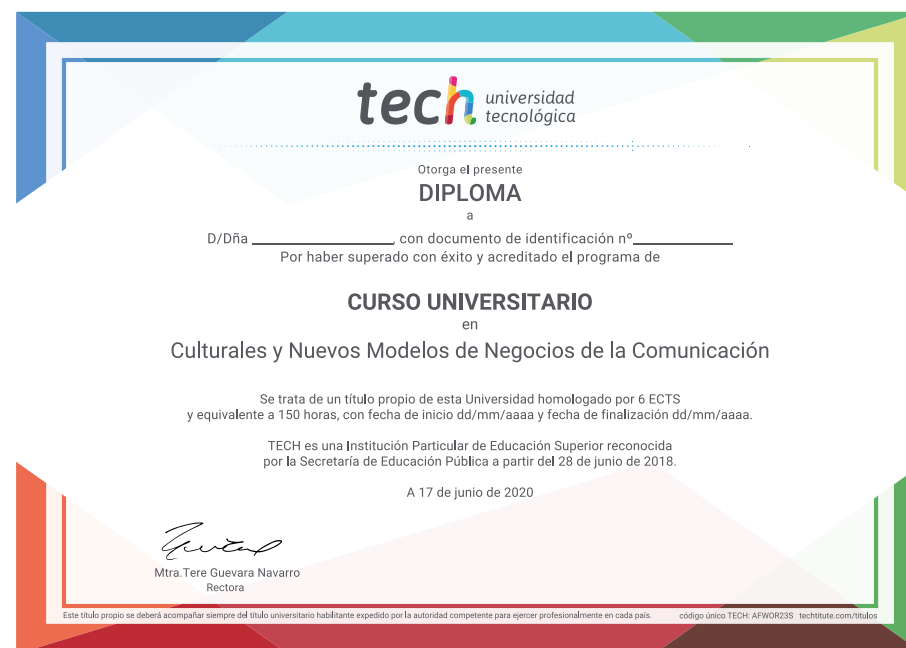 tech universidad
tecnológica
Otorga el presente
DIPLOMA
a
D/Dña ____________________, con documento de identificación nº______________
Por haber superado con éxito y acreditado el programa de
CURSO UNIVERSITARIO
en
Culturales y Nuevos Modelos de Negocios de la Comunicación
Se trata de un título propio de esta Universidad homologado por 6 ECTS
y equivalente a 150 horas, con fecha de inicio dd/mm/aaaa y fecha de finalización dd/mm/aaaa.
TECH es una Institución Particular de Educación Superior reconocida
por la Secretaría de Educación Pública a partir del 28 de junio de 2018.
A 17 de junio de 2020
Mtra.Tere Guevara Navarro
Rectora
Este título propio se deberá acompañar siempre del título universitario habilitante expedido por la autoridad competente para ejercer profesionalmente en cada país. código único TECH: AFWOR23S techtitute.com/titulos